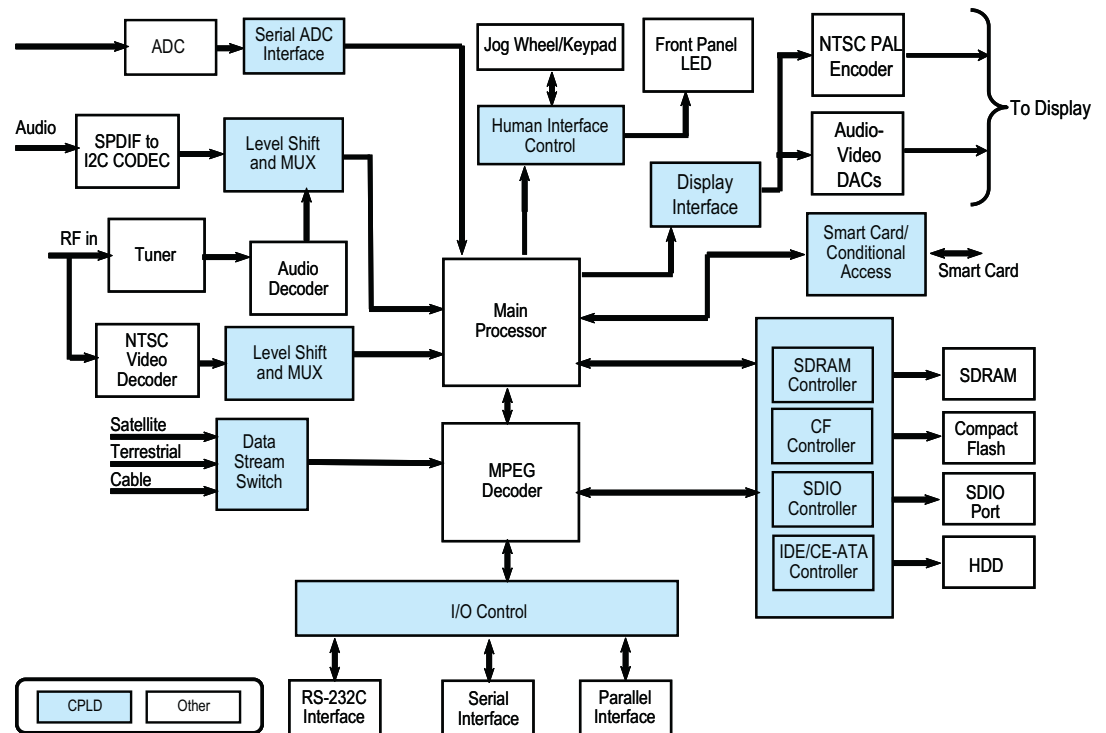 ADC
Serial ADC
Interface
Jog Wheel/Keypad
Front Panel
LED
NTSC PAL
Encoder
To Display
Audio
SPDIF to
I2C CODEC
Level Shift
and MUX
Human Interface
Control
Audio-
Video
DACs
Display
Interface
RF in
Tuner
Audio
Decoder
Smart Card/
Conditional
Access
Smart Card
Main
Processor
NTSC
Video
Decoder
Level Shift
and MUX
SDRAM
Controller
SDRAM
CF
Controller
Compact
Flash
Satellite
Terrestrial
Cable
Data
Stream
Switch
MPEG
Decoder
SDIO
Controller
SDIO
Port
IDE/CE-ATA
Controller
HDD
I/O Control
RS-232C
Interface
Serial
Interface
Parallel
Interface
CPLD
Other